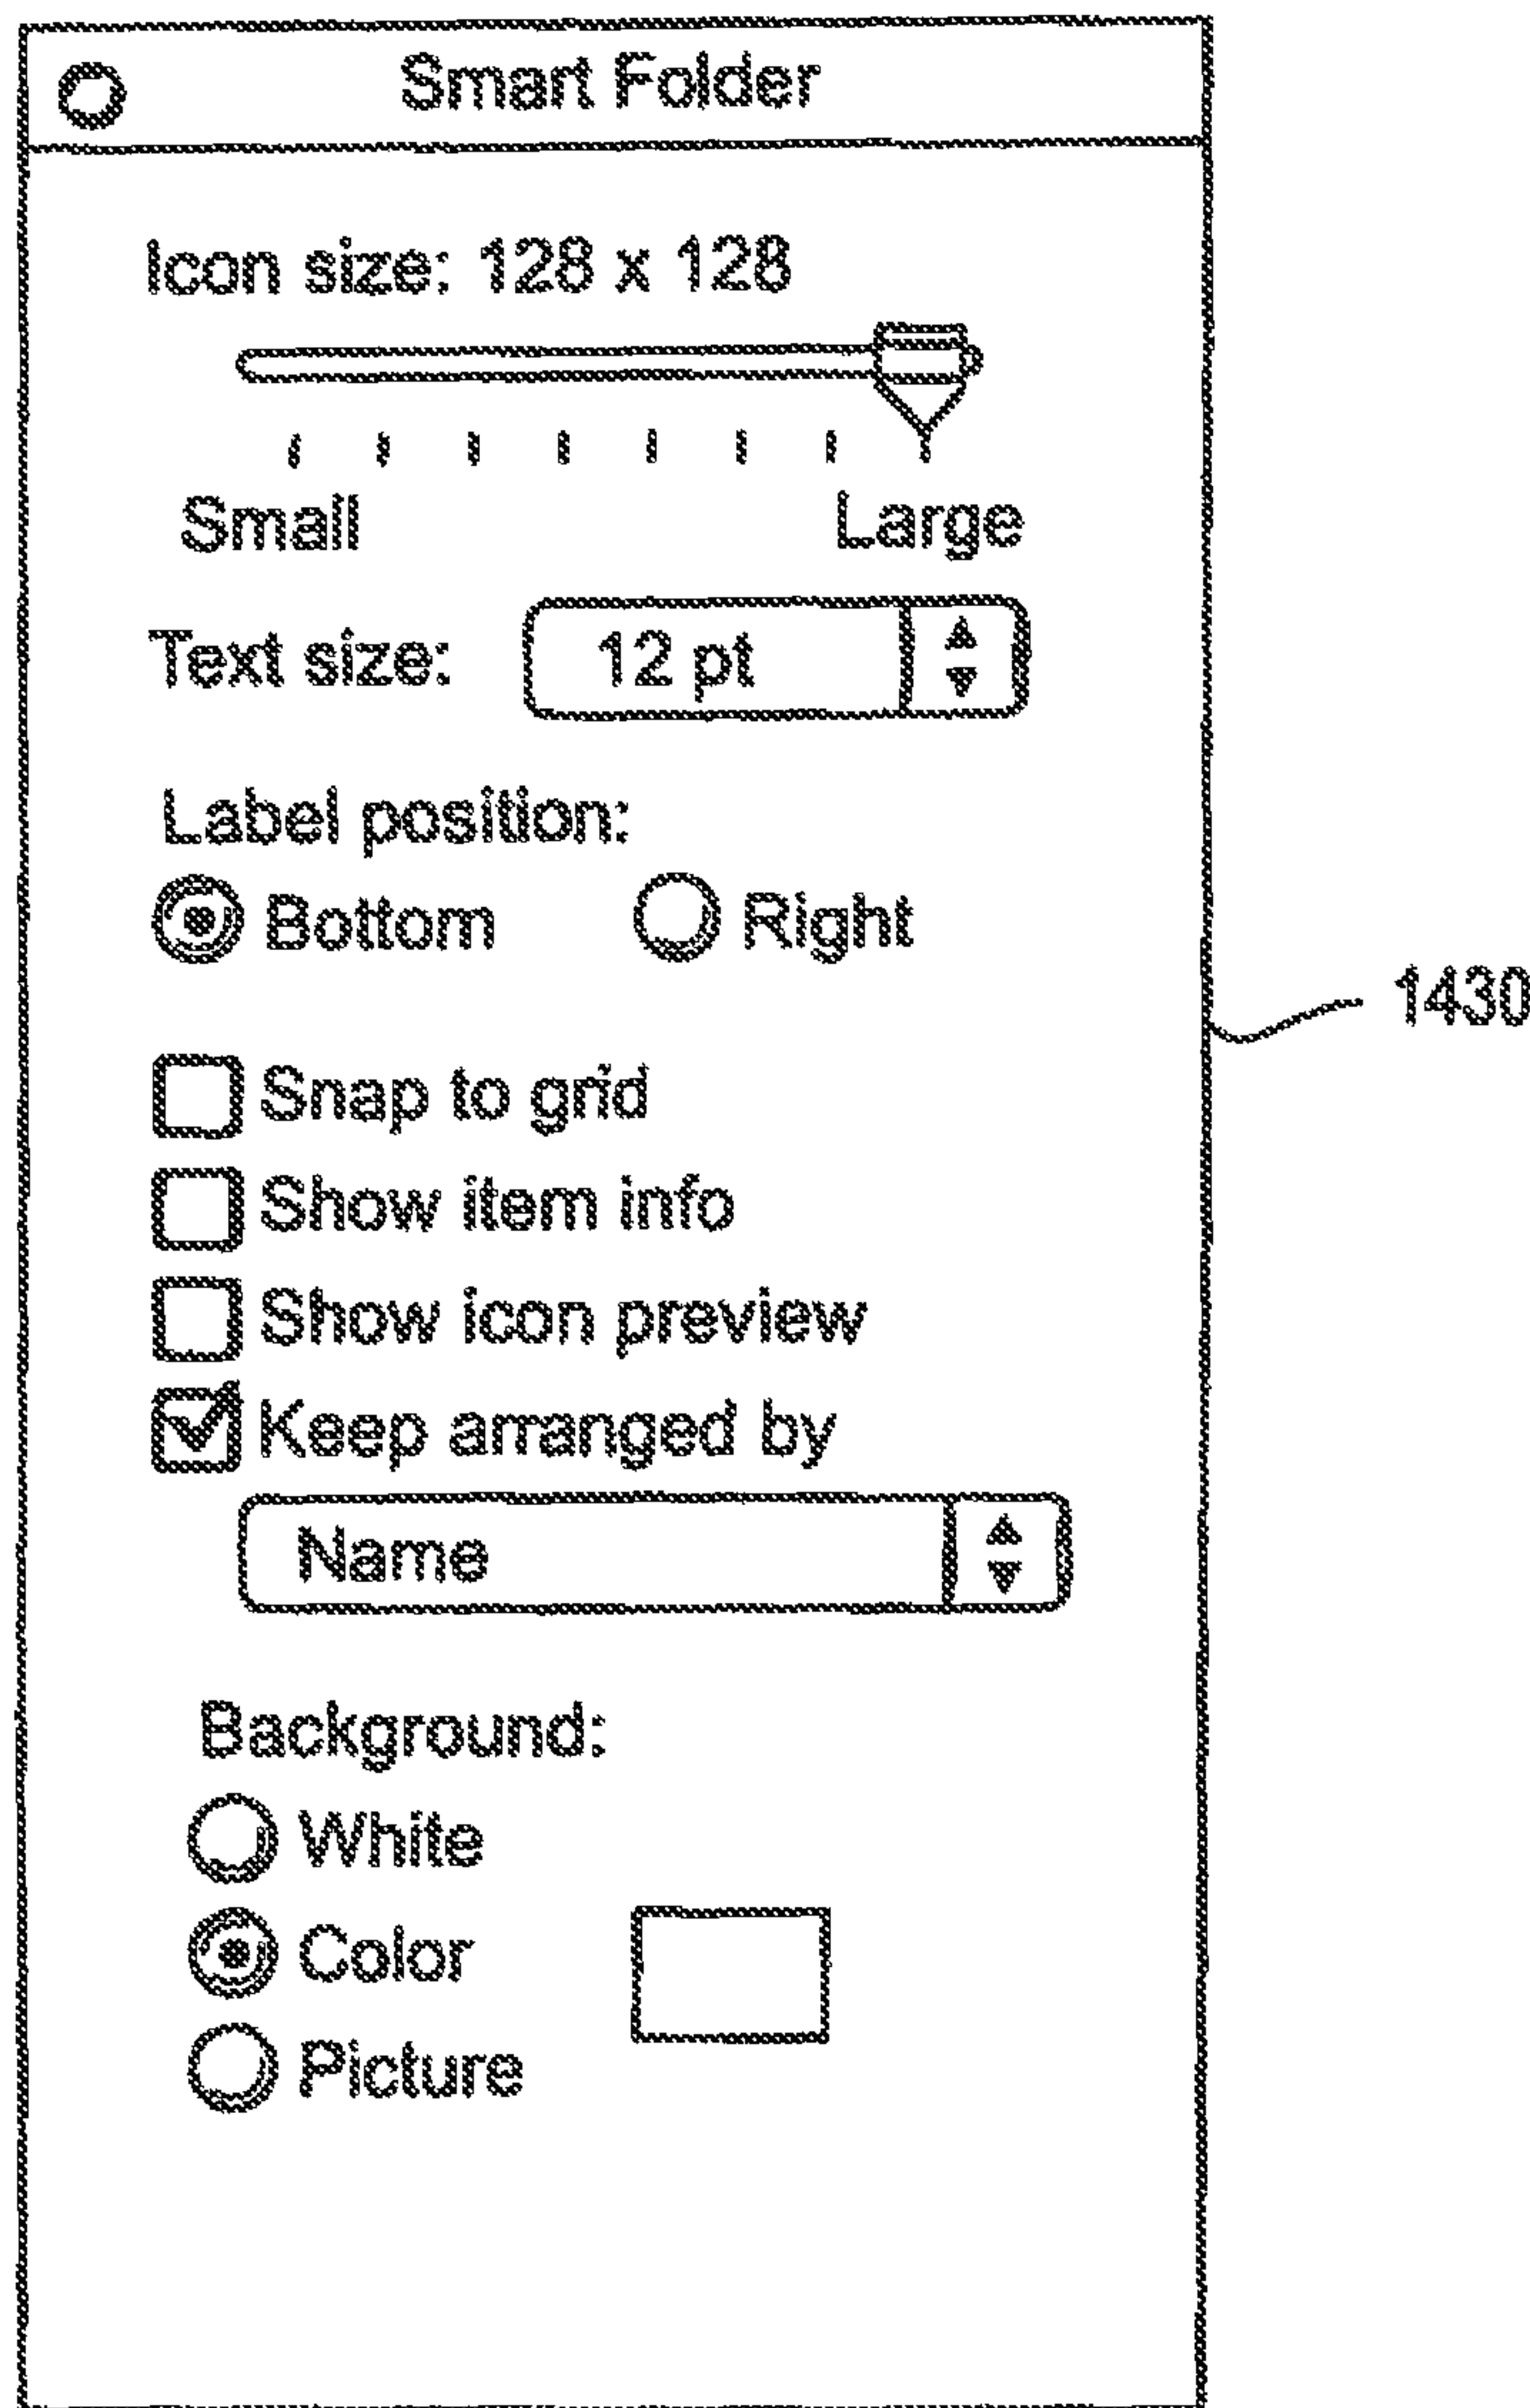 Smart Folder
Icon size: 128 x 128
Small Large
Text size: 12 pt
Label position:
Bottom Right
1430
Snap to grid
Show item info
Show icon preview
Keep arranged by
Name
Background:
White
Color
Picture